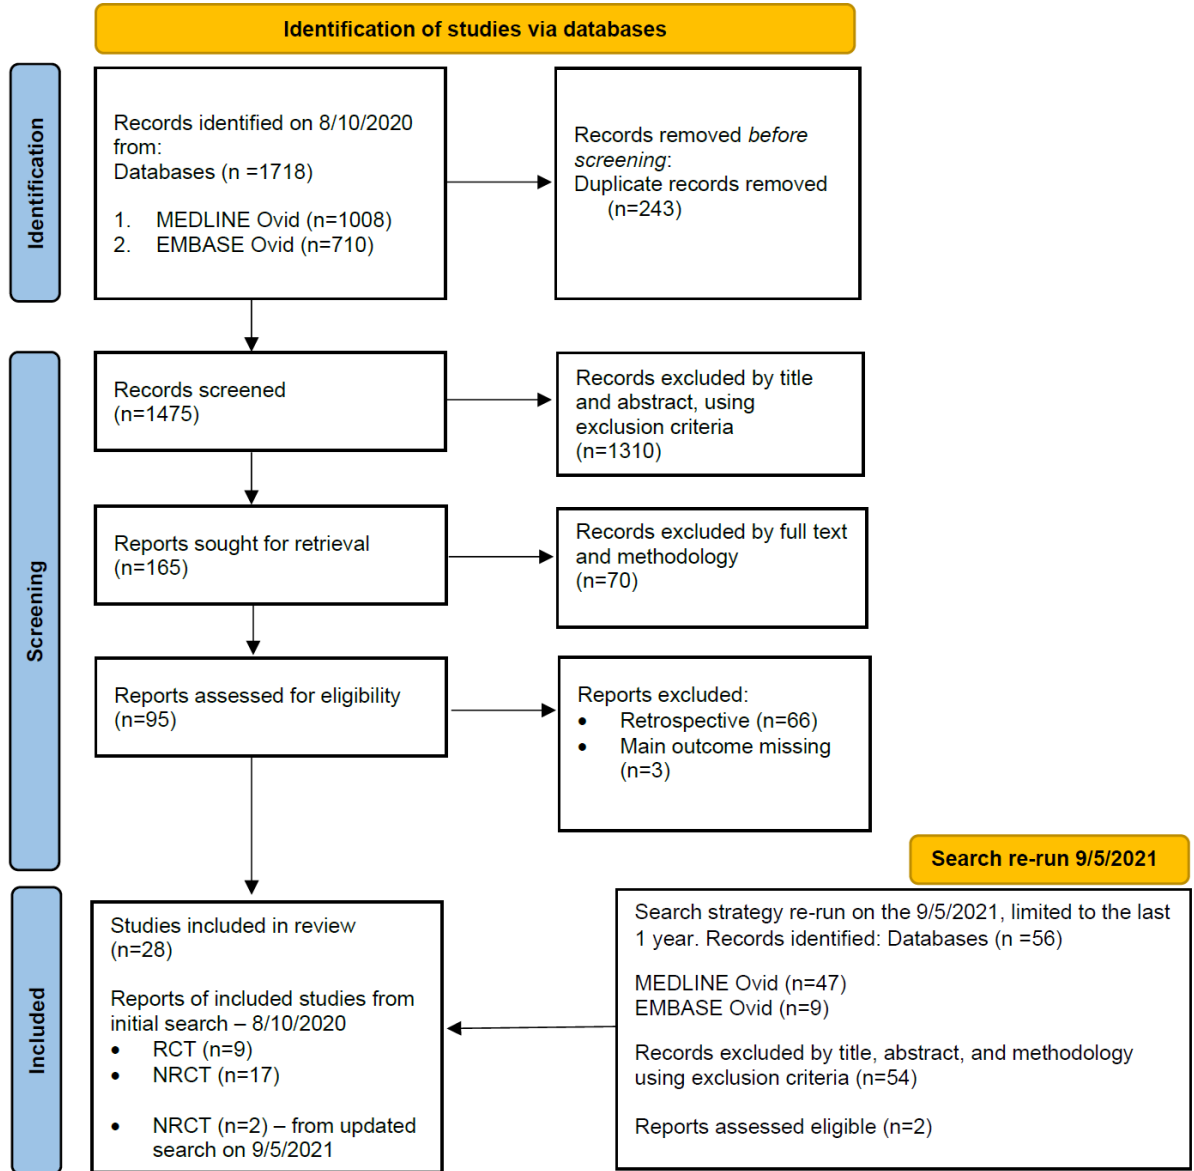 Identification of studies via databases
Identification
Records identified on 8/10/2020
from:
Databases (n =1718)
1. MEDLINE Ovid (n=1008)
2. EMBASE Ovid (n=710)
Records removed before
screening:
Duplicate records removed
(n=243)
Screening
Records screened
(n=1475)
Records excluded by title
and abstract, using
exclusion criteria
(n=1310)
Reports sought for retrieval
(n=165)
Records excluded by full text
and methodology
(n=70)
Reports assessed for eligibility
(n=95)
Reports excluded:
• Retrospective (n=66)
• Main outcome missing
(n=3)
Search re-run 9/5/2021
Included
Studies included in review
(n=28)
Reports of included studies from
initial search – 8/10/2020
• RCT (n=9)
• NRCT (n=17)
• NRCT (n=2) – from updated
search on 9/5/2021
Search strategy re-run on the 9/5/2021, limited to the last
1 year. Records identified: Databases (n =56)
MEDLINE Ovid (n=47)
EMBASE Ovid (n=9)
Records excluded by title, abstract, and methodology
using exclusion criteria (n=54)
Reports assessed eligible (n=2)